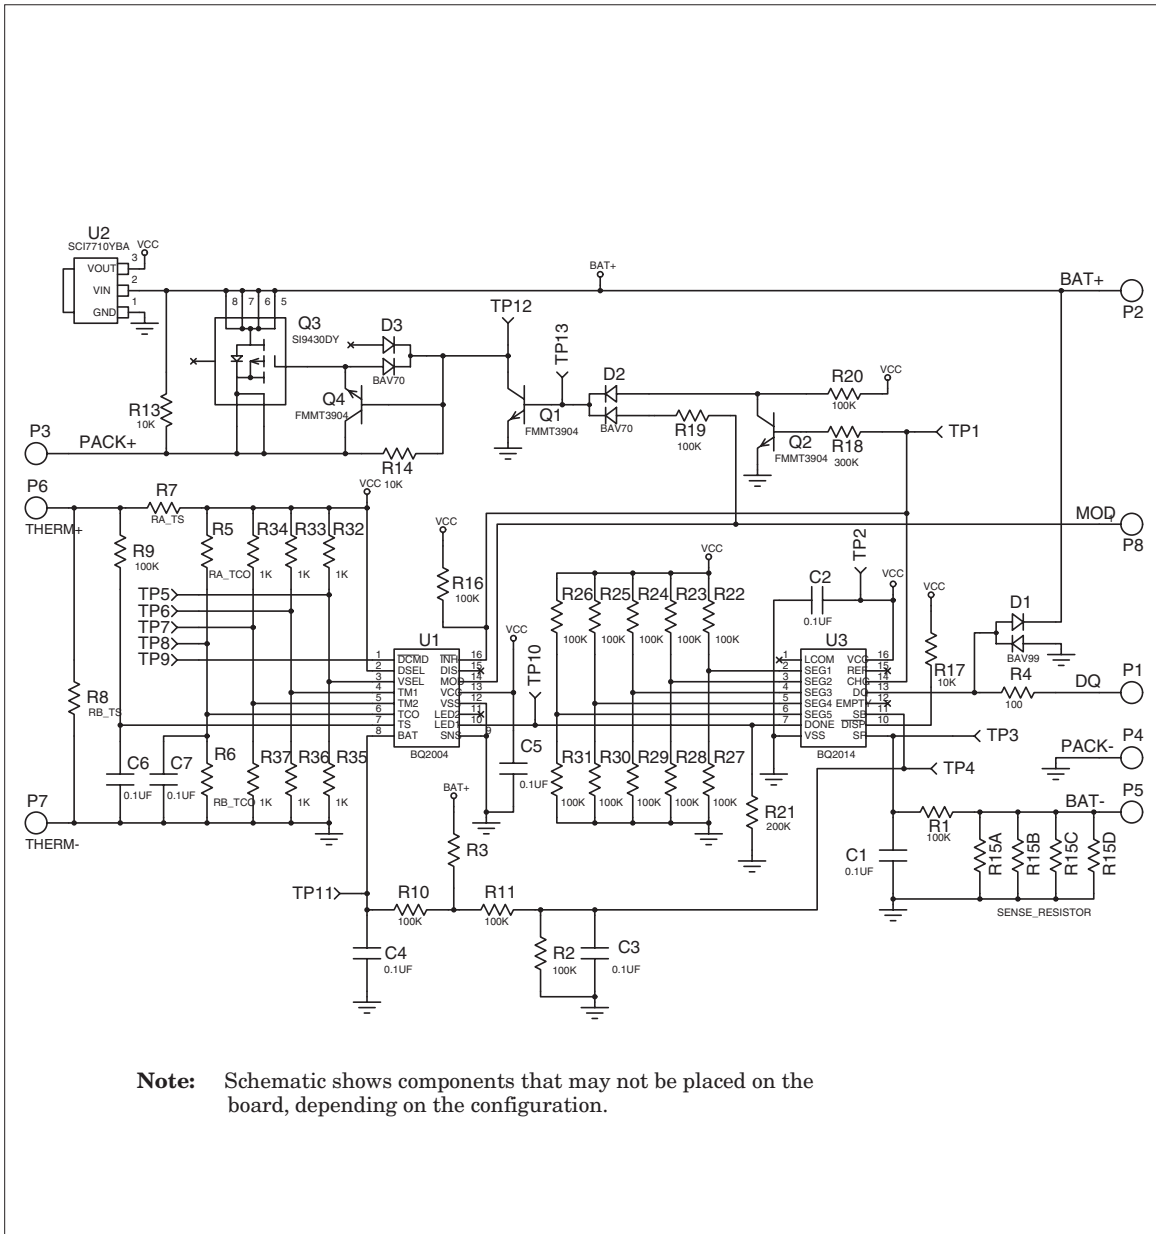 U2
SCI7710YBA
VCC
VOUT 3
VIN 2
GND 1
BAT+
BAT+
P2
8 7 6 5
Q3
SI9430DY
D3
BAV70
TP12
TP13
Q4
FMMT3904
Q1
FMMT3904
D2
BAV70
R19
100K
R20
100K
VCC
Q2
FMMT3904
R18
300K
TP1
R13
10K
P3
PACK+
R14
10K
VCC
P6
THERM+
R7
RA_TS
R9
100K
R5
RA_TCO
R34
1K
R33
1K
R32
1K
VCC
R16
100K
MOD
P8
TP5
TP6
TP7
TP8
TP9
R8
RB_TS
U1
1 DCMD INH 16
2 DSEL DIS 15
3 VSEL MOD 14
4 TM1 VCC 13
5 TM2 VSS 12
6 TCO LED2 11
7 TS LED1 10
8 BAT SNS 9
BQ2004
VCC
TP10
C5
0.1UF
VCC
R26
100K
R25
100K
R24
100K
R23
100K
R22
100K
C2
0.1UF
TP2
VCC
VCC
R17
10K
D1
BAV99
U3
1 LCOM VCC 16
2 SEG1 REF 15
3 SEG2 CHG 14
4 SEG3 DQ 13
5 SEG4 EMPTY 12
6 SEG5 SB 11
7 DONE DISP 10
8 VSS SF 9
BQ2014
R4
100
DQ
P1
TP3
TP4
PACK-
P4
C6
0.1UF
C7
0.1UF
R6
RB_TCO
R37
1K
R36
1K
R35
1K
R31
100K
R30
100K
R29
100K
R28
100K
R27
100K
R21
200K
P7
THERM-
BAT+
R3
BAT-
P5
R1
100K
C1
0.1UF
R15A
R15B
R15C
R15D
SENSE_RESISTOR
TP11
R10
100K
R11
100K
C4
0.1UF
R2
100K
C3
0.1UF
Note: Schematic shows components that may not be placed on the
board, depending on the configuration.